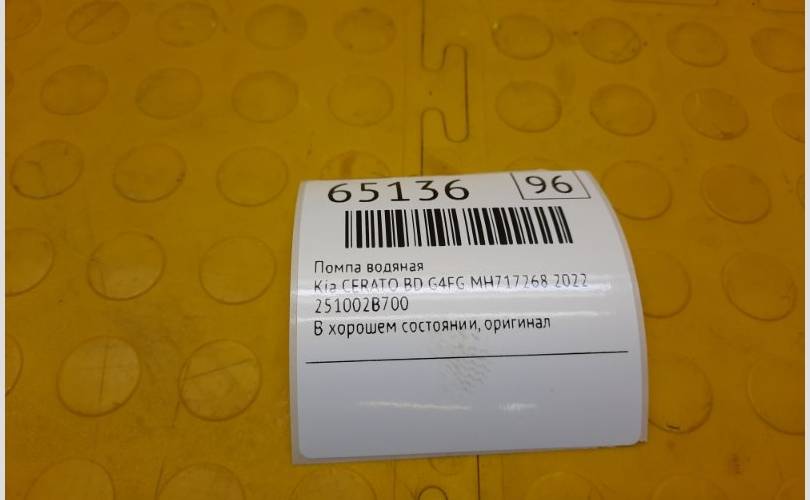 65136 96
Помпа водяная
Kia CERATO BD G4FG MH717268 2022
251002B700
В хорошем состоянии, оригинал